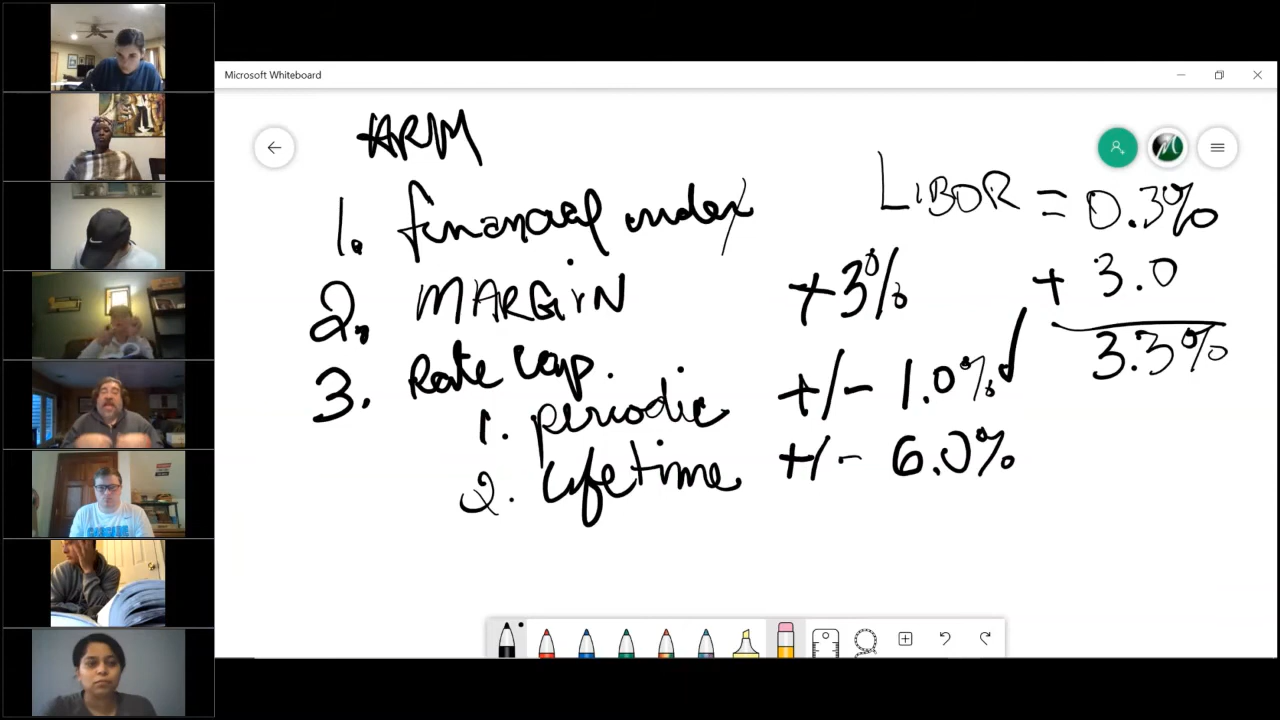 Microsoft Whiteboard
ARM
1. financial index LIBOR = 0.3%
2. MARGIN +3% + 3.0
3.3%
3. Rate cap.
1. periodic +/- 1.0% ✓
2. lifetime +/- 6.0%